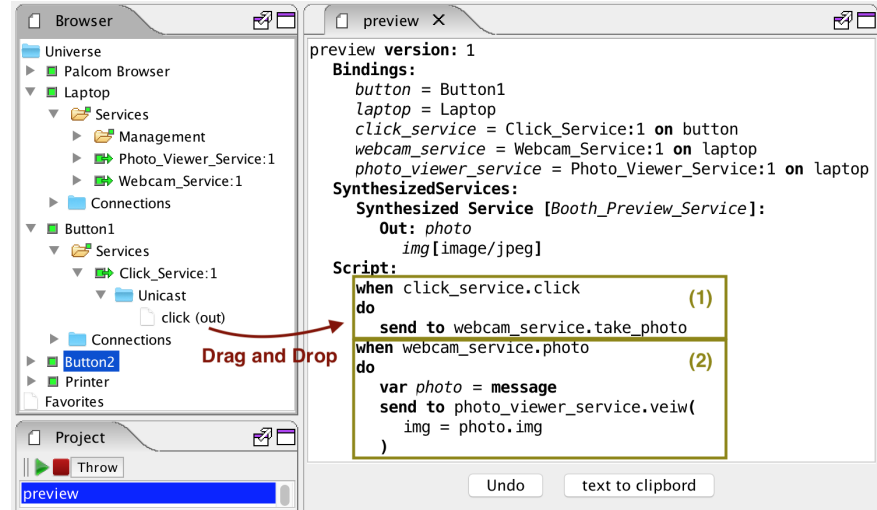 Browser
Universe
Palcom Browser
Laptop
Services
Management
Photo_Viewer_Service:1
Webcam_Service:1
Connections
Button1
Services
Click_Service:1
Unicast
click (out)
Connections
Button2
Printer
Favorites
Drag and Drop
Project
Throw
preview
preview X
preview version: 1
Bindings:
button = Button1
laptop = Laptop
click_service = Click_Service:1 on button
webcam_service = Webcam_Service:1 on laptop
photo_viewer_service = Photo_Viewer_Service:1 on laptop
SynthesizedServices:
Synthesized Service [Booth_Preview_Service]:
Out: photo
img[image/jpeg]
Script:
when click_service.click
(1)
do
send to webcam_service.take_photo
when webcam_service.photo
(2)
do
var photo = message
send to photo_viewer_service.veiw(
img = photo.img
)
Undo
text to clipbord